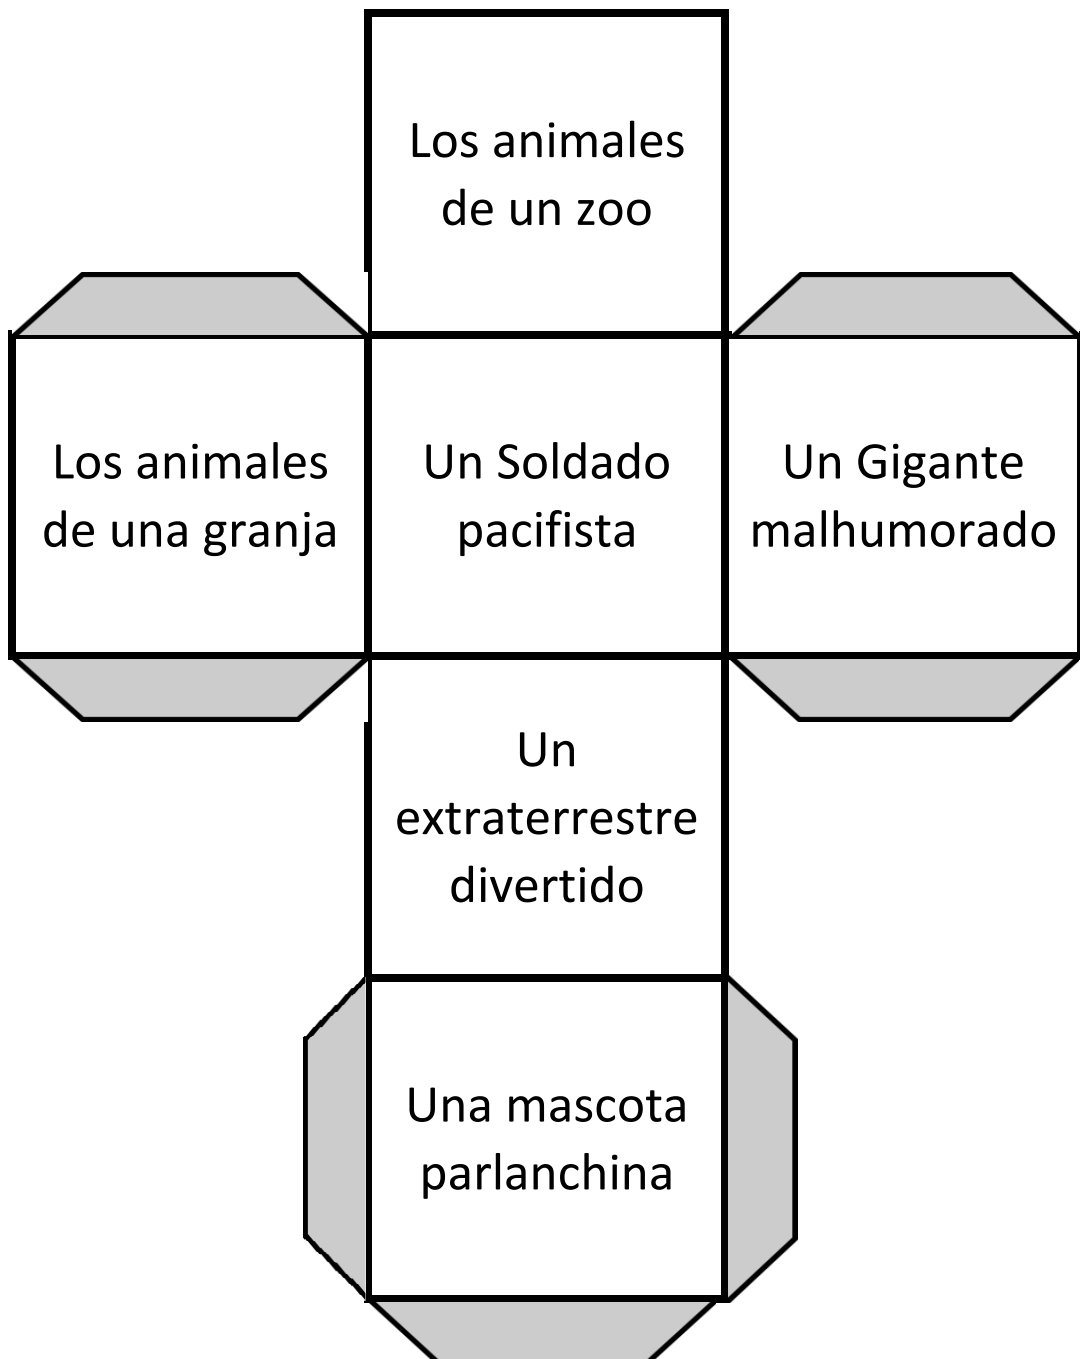 Los animales
de un zoo
Los animales
de una granja
Un Soldado
pacifista
Un Gigante
malhumorado
Un
extraterrestre
divertido
Una mascota
parlanchina